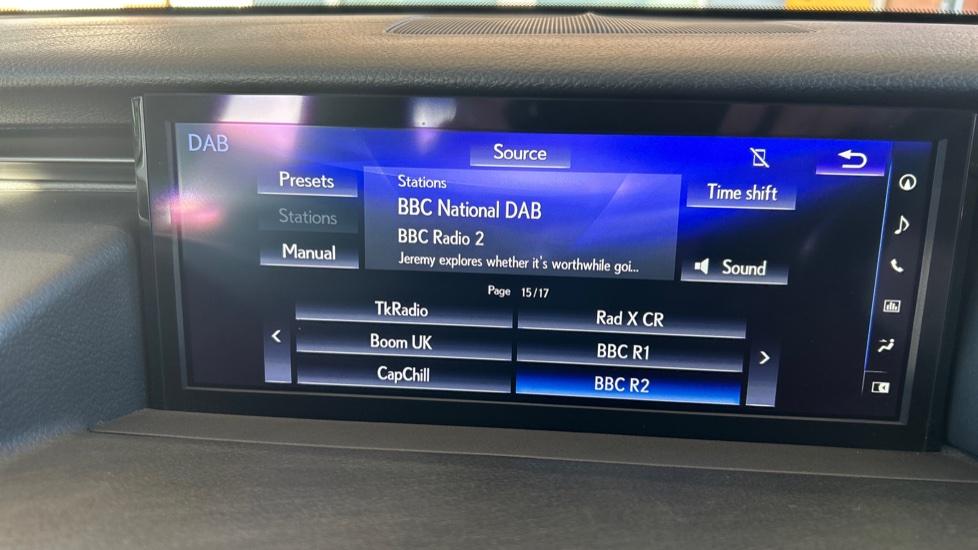 DAB
Source
Presets
Stations
Manual
Stations
BBC National DAB
BBC Radio 2
Jeremy explores whether it's worthwhile goi...
Time shift
Sound
Page 15/17
TkRadio
Rad X CR
Boom UK
BBC R1
CapChill
BBC R2